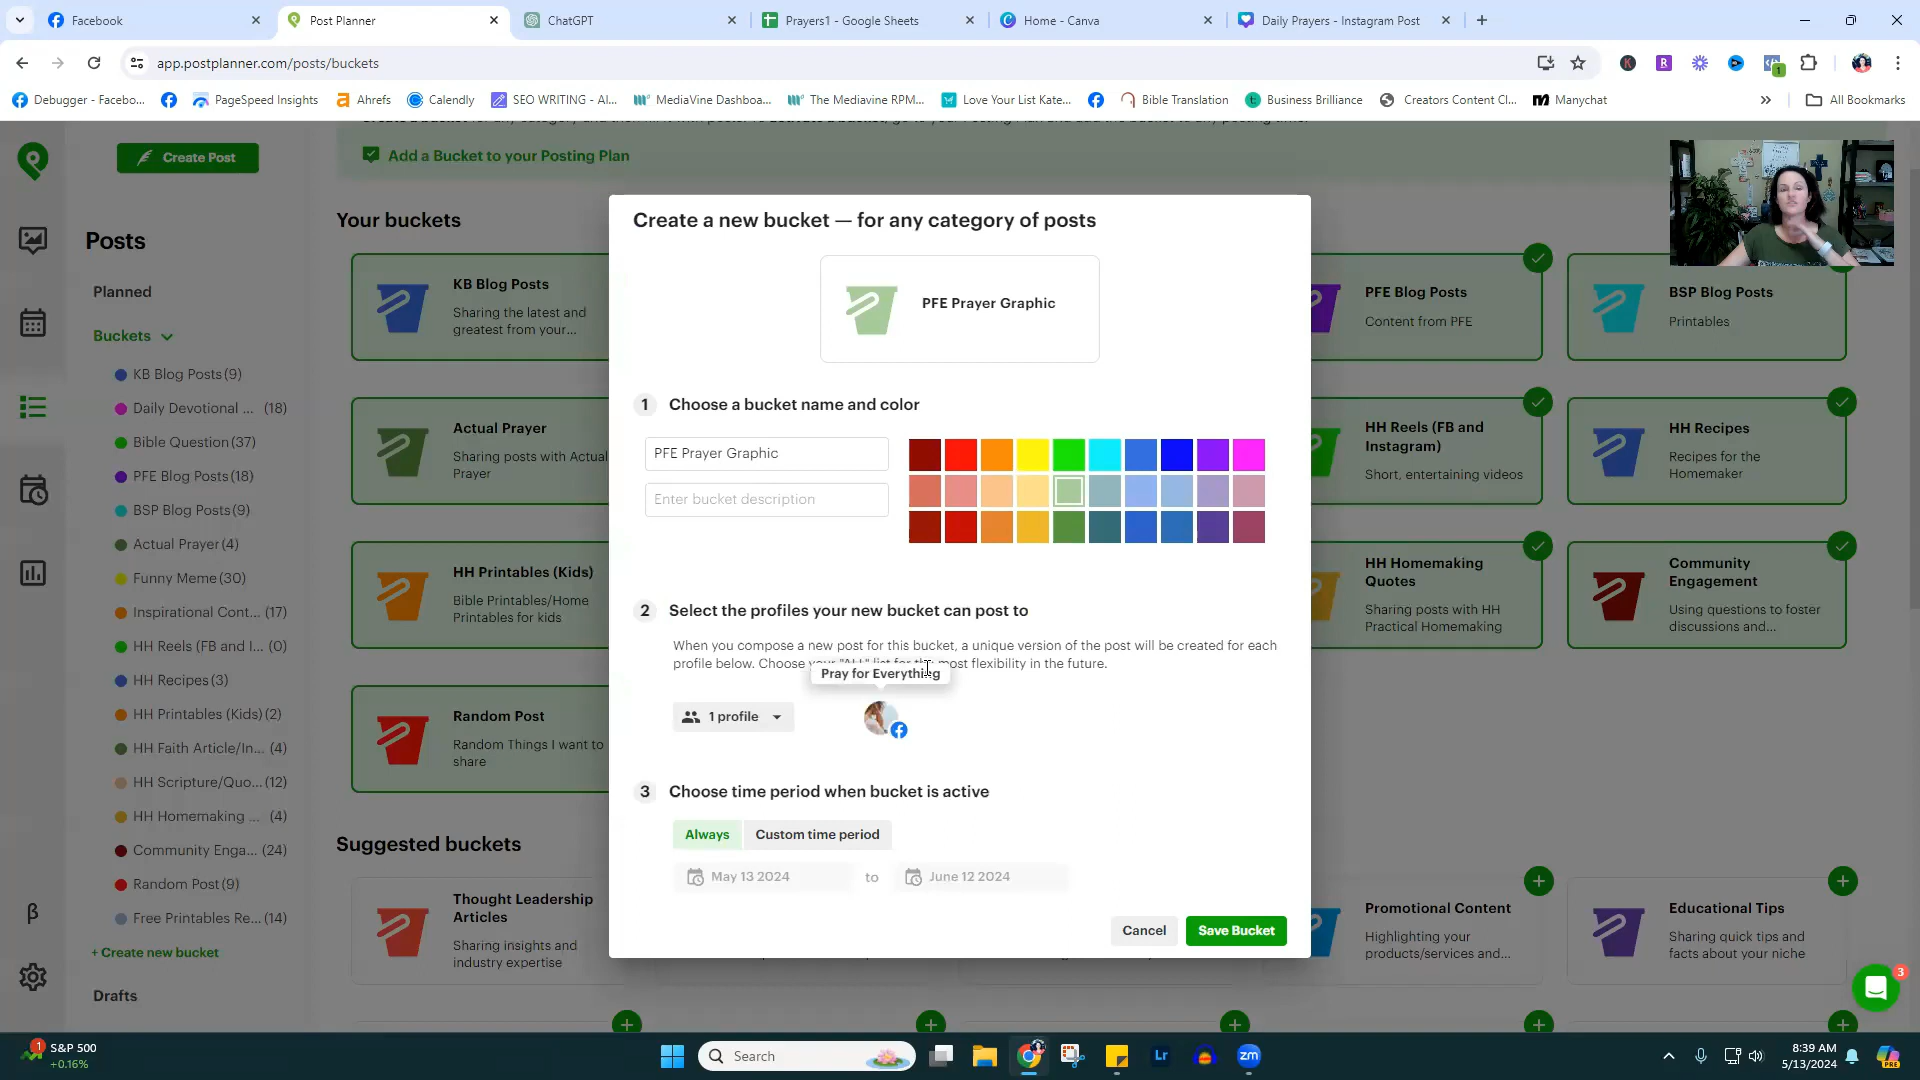 Facebook
Post Planner
ChatGPT
Prayers1 - Google Sheets
Home - Canva
Daily Prayers - Instagram Post
app.postplanner.com/posts/buckets
K
R
1
Debugger - Facebo...
PageSpeed Insights
Ahrefs
Calendly
SEO WRITING - AI...
MediaVine Dashboa...
The Mediavine RPM...
Love Your List Kate...
Bible Translation
Business Brilliance
Creators Content Cl...
Manychat
All Bookmarks
Create Post
Add a Bucket to your Posting Plan
Your buckets
Posts
Planned
Buckets
KB Blog Posts(9)
Daily Devotional ... (18)
Bible Question(37)
PFE Blog Posts(18)
BSP Blog Posts(9)
Actual Prayer(4)
Funny Meme(30)
Inspirational Cont... (17)
HH Reels (FB and I... (0)
HH Recipes(3)
HH Printables (Kids)(2)
HH Faith Article/In... (4)
HH Scripture/Quo... (12)
HH Homemaking ... (4)
Community Enga... (24)
Random Post(9)
Free Printables Re... (14)
+ Create new bucket
Drafts
β
KB Blog Posts
Sharing the latest and
greatest from your...
Actual Prayer
Sharing posts with Actual
Prayer
HH Printables (Kids)
Bible Printables/Home
Printables for kids
Random Post
Random Things I want to
share
Suggested buckets
Thought Leadership
Articles
Sharing insights and
industry expertise
Create a new bucket — for any category of posts
PFE Prayer Graphic
1 Choose a bucket name and color
PFE Prayer Graphic
Enter bucket description
2 Select the profiles your new bucket can post to
When you compose a new post for this bucket, a unique version of the post will be created for each
profile below. Choose your "ALL" list for the most flexibility in the future.
Pray for Everything
1 profile
3 Choose time period when bucket is active
Always
Custom time period
May 13 2024 to June 12 2024
Cancel
Save Bucket
PFE Blog Posts
Content from PFE
BSP Blog Posts
Printables
HH Reels (FB and
Instagram)
Short, entertaining videos
HH Recipes
Recipes for the
Homemaker
HH Homemaking
Quotes
Sharing posts with HH
Practical Homemaking
Community
Engagement
Using questions to foster
discussions and...
Promotional Content
Highlighting your
products/services and...
Educational Tips
Sharing quick tips and
facts about your niche
3
1
S&P 500
+0.16%
Search
Lr
zm
8:39 AM
5/13/2024
PRE